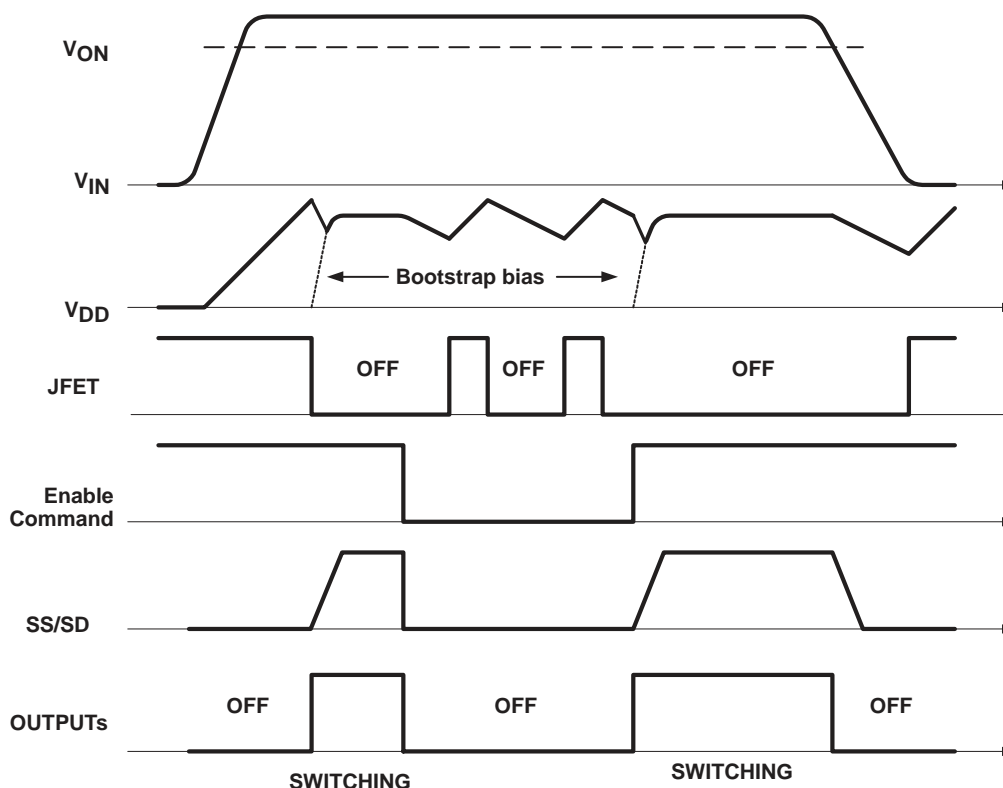 VON
VIN
Bootstrap bias
VDD
OFF
OFF
OFF
JFET
Enable
Command
SS/SD
OFF
OFF
OFF
OUTPUTs
SWITCHING
SWITCHING